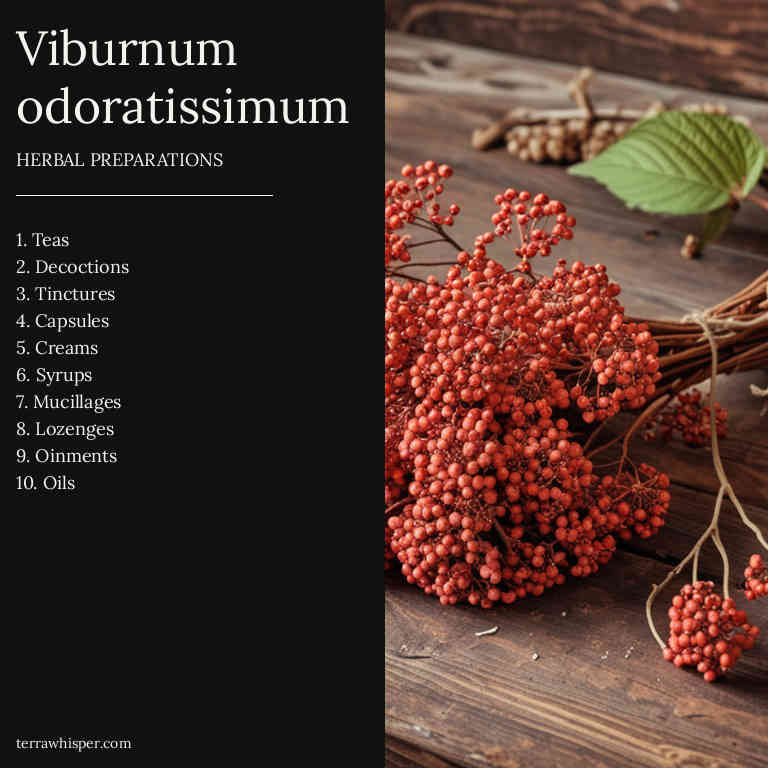 Viburnum
odoratissimum
HERBAL PREPARATIONS
1. Teas
2. Decoctions
3. Tinctures
4. Capsules
5. Creams
6. Syrups
7. Mucillages
8. Lozenges
9. Oinments
10. Oils
terrawhisper.com